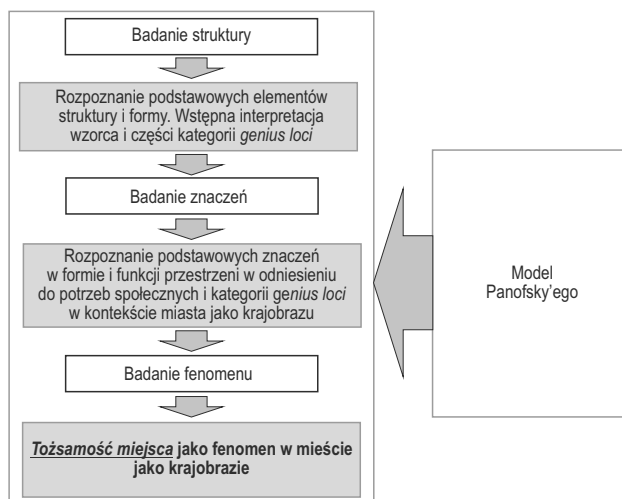 Badanie struktury
Rozpoznanie podstawowych elementów
struktury i formy. Wstępna interpretacja
wzorca i części kategorii genius loci
Badanie znaczeń
Rozpoznanie podstawowych znaczeń
w formie i funkcji przestrzeni w odniesieniu
do potrzeb społecznych i kategorii genius loci
w kontekście miasta jako krajobrazu
Badanie fenomenu
Tożsamość miejsca jako fenomen w mieście
jako krajobrazie
Model
Panofsky’ego